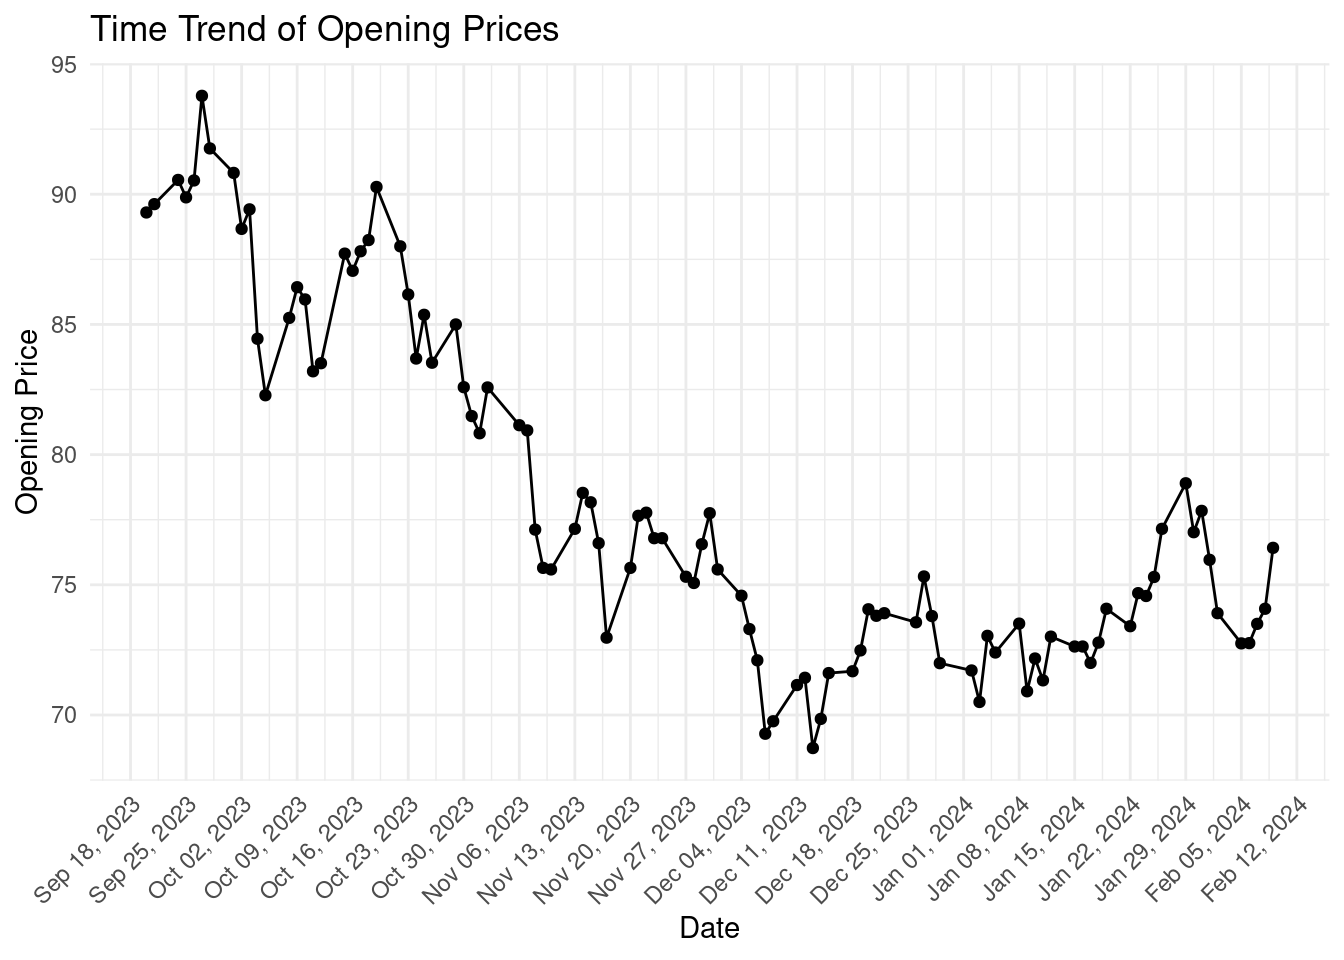 Time Trend of Opening Prices
95
90
85
80
75
70
Opening Price
Sep 18, 2023
Sep 25, 2023
Oct 02, 2023
Oct 09, 2023
Oct 16, 2023
Oct 23, 2023
Oct 30, 2023
Nov 06, 2023
Nov 13, 2023
Nov 20, 2023
Nov 27, 2023
Dec 04, 2023
Dec 11, 2023
Dec 18, 2023
Dec 25, 2023
Jan 01, 2024
Jan 08, 2024
Jan 15, 2024
Jan 22, 2024
Jan 29, 2024
Feb 05, 2024
Feb 12, 2024
Date